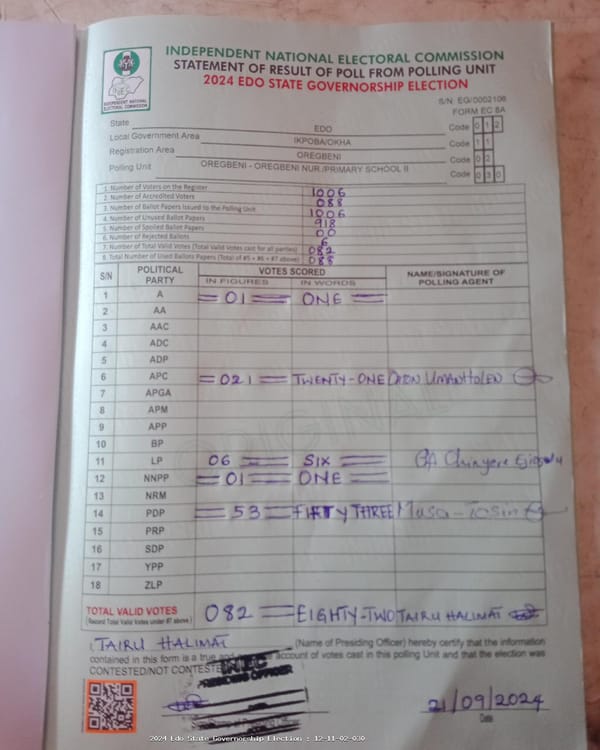 INDEPENDENT NATIONAL ELECTORAL COMMISSION
STATEMENT OF RESULT OF POLL FROM POLLING UNIT
2024 EDO STATE GOVERNORSHIP ELECTION
INEC
INDEPENDENT NATIONAL ELECTORAL COMMISSION
S/N EG/0002106
FORM EC 8A
State EDO Code 0 1 2
Local Government Area IKPOBA/OKHA Code 1 1
Registration Area OREGBENI Code 0 2
Polling Unit OREGBENI - OREGBENI NUR./PRIMARY SCHOOL II Code 0 3 0
1. Number of Voters on the Register 1006
2. Number of Accredited Voters 088
3. Number of Ballot Papers Issued to the Polling Unit 1006
4. Number of Unused Ballot Papers 918
5. Number of Spoiled Ballot Papers 00
6. Number of Rejected Ballots 6
7. Number of Total Valid Votes (Total Valid Votes cast for all parties) 082
8. Total Number of Used Ballots Papers (Total of #5 + #6 + #7 above) 088
S/N POLITICAL PARTY VOTES SCORED NAME/SIGNATURE OF POLLING AGENT
IN FIGURES IN WORDS
1 A 01 ONE
2 AA
3 AAC
4 ADC
5 ADP
6 APC 021 TWENTY-ONE
7 APGA
8 APM
9 APP
10 BP
11 LP 06 SIX
12 NNPP 01 ONE
13 NRM
14 PDP 53 FIFTY THREE Musa
15 PRP
16 SDP
17 YPP
18 ZLP
ORIGINAL
TOTAL VALID VOTES 082 EIGHTY-TWO TAIRU HALIMAT
(Record Total Valid Votes under #7 above)
TAIRU HALIMAT (Name of Presiding Officer) hereby certify that the information
contained in this form is a true and account of votes cast in this polling Unit and that the election was
CONTESTED/NOT CONTESTED
INEC
PRESIDING OFFICER
21/09/2024
Date
2024 Edo State Governorship Election : 12-11-02-030